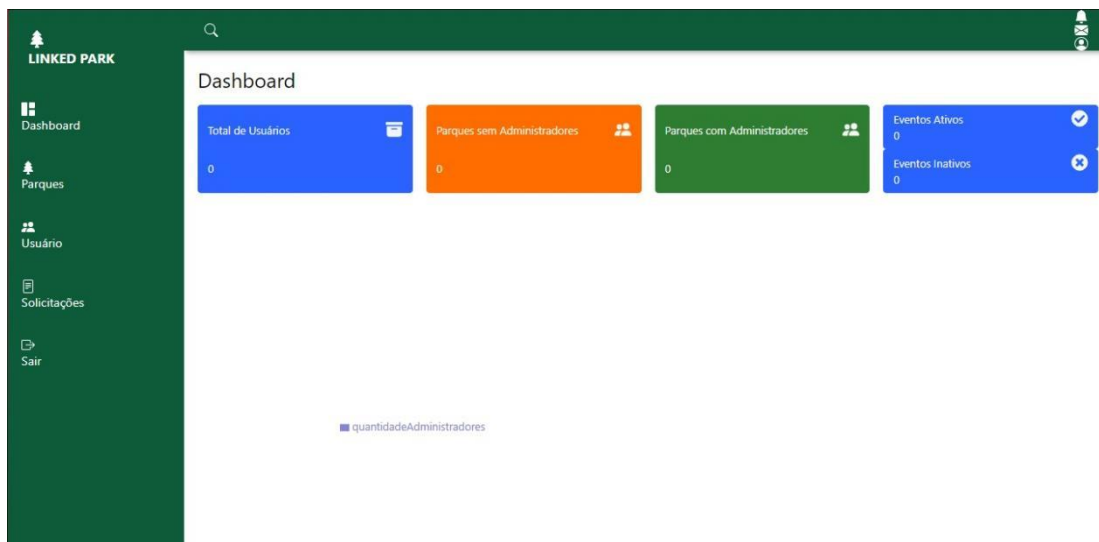 LINKED PARK
Dashboard
Parques
Usuário
Solicitações
Sair
Dashboard
Total de Usuários
0
Parques sem Administradores
0
Parques com Administradores
0
Eventos Ativos
0
Eventos Inativos
0
quantidadeAdministradores